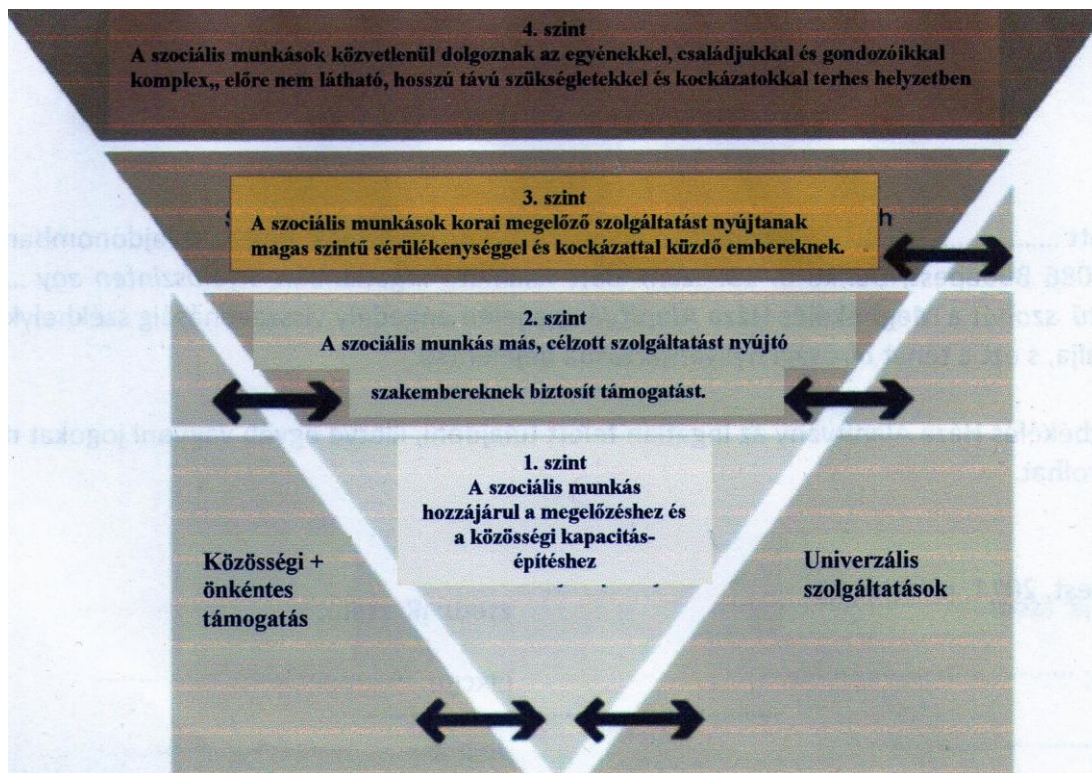 4. szint
A szociális munkások közvetlenül dolgoznak az egyénekkel, családjukkal és gondozóikkal
komplex,, előre nem látható, hosszú távú szükségletekkel és kockázatokkal terhes helyzetben
3. szint
A szociális munkások korai megelőző szolgáltatást nyújtanak
magas szintű sérülékenységgel és kockázattal küzdő embereknek.
2. szint
A szociális munkás más, célzott szolgáltatást nyújtó
szakembereknek biztosít támogatást.
1. szint
A szociális munkás
hozzájárul a megelőzéshez és
a közösségi kapacitás-
építéshez
Közösségi +
önkéntes
támogatás
Univerzális
szolgáltatások